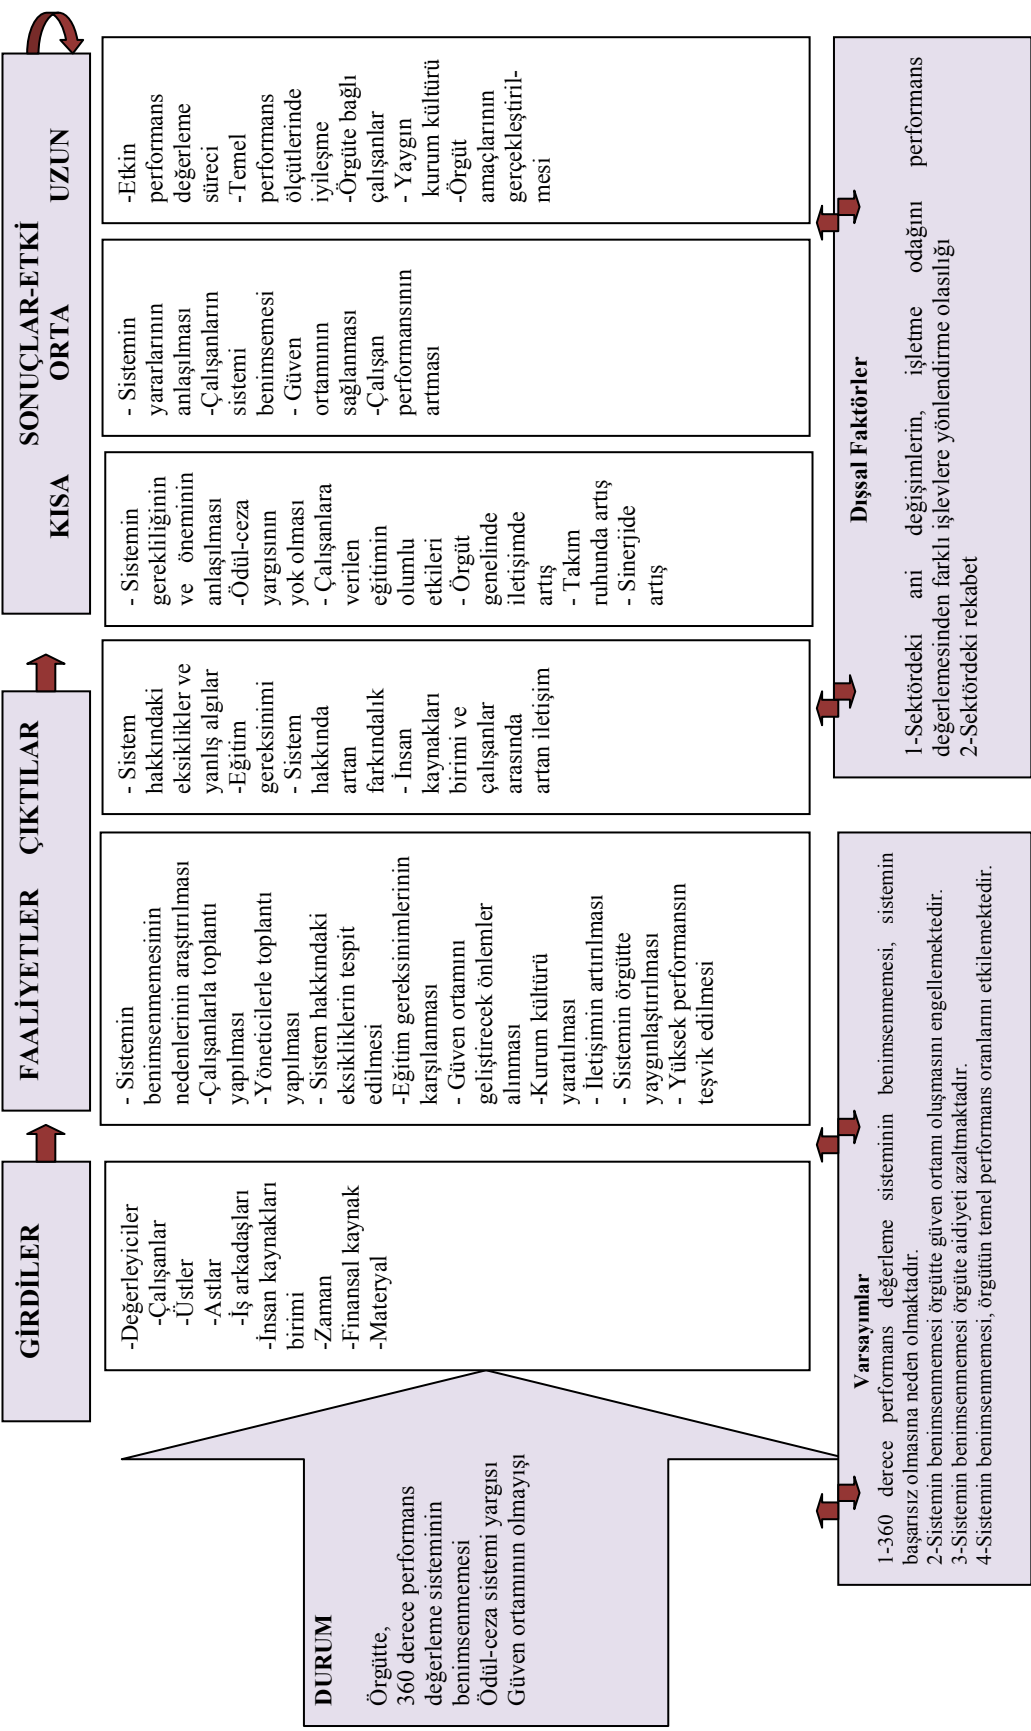 GİRDİLER
FAALİYETLER
ÇIKTILAR
SONUÇLAR-ETKİ
KISA
ORTA
UZUN
DURUM
Örgütte,
360 derece performans
değerleme sisteminin
benimsenmemesi
Ödül-ceza sistemi yargısı
Güven ortamının olmayışı
-Değerleyiciler
-Çalışanlar
-Üstler
-Astlar
-İş arkadaşları
-İnsan kaynakları
birimi
-Zaman
-Finansal kaynak
-Materyal
- Sistemin
benimsenmemesinin
nedenlerinin araştırılması
-Çalışanlarla toplantı
yapılması
-Yöneticilerle toplantı
yapılması
- Sistem hakkındaki
eksikliklerin tespit
edilmesi
-Eğitim gereksinimlerinin
karşılanması
- Güven ortamını
geliştirecek önlemler
alınması
-Kurum kültürü
yaratılması
- İletişimin artırılması
- Sistemin örgütte
yaygınlaştırılması
- Yüksek performansın
teşvik edilmesi
- Sistem
hakkındaki
eksiklikler ve
yanlış algılar
-Eğitim
gereksinimi
- Sistem
hakkında
artan
farkındalık
- İnsan
kaynakları
birimi ve
çalışanlar
arasında
artan iletişim
- Sistemin
gerekliliğinin
ve öneminin
anlaşılması
-Ödül-ceza
yargısının
yok olması
- Çalışanlara
verilen
eğitimin
olumlu
etkileri
- Örgüt
genelinde
iletişimde
artış
- Takım
ruhunda artış
- Sinerjide
artış
- Sistemin
yararlarının
anlaşılması
-Çalışanların
sistemi
benimsemesi
- Güven
ortamının
sağlanması
-Çalışan
performansının
artması
-Etkin
performans
değerleme
süreci
-Temel
performans
ölçütlerinde
iyileşme
-Örgüte bağlı
çalışanlar
- Yaygın
kurum kültürü
-Örgüt
amaçlarının
gerçekleştiril-
mesi
Varsayımlar
1-360 derece performans değerleme sisteminin benimsenmemesi, sistemin
başarısız olmasına neden olmaktadır.
2-Sistemin benimsenmemesi örgütte güven ortamı oluşmasını engellemektedir.
3-Sistemin benimsenmemesi örgüte aidiyeti azaltmaktadır.
4-Sistemin benimsenmemesi, örgütün temel performans oranlarını etkilemektedir.
Dışsal Faktörler
1-Sektördeki ani değişimlerin, işletme odağını performans
değerlemesinden farklı işlevlere yönlendirme olasılığı
2-Sektördeki rekabet